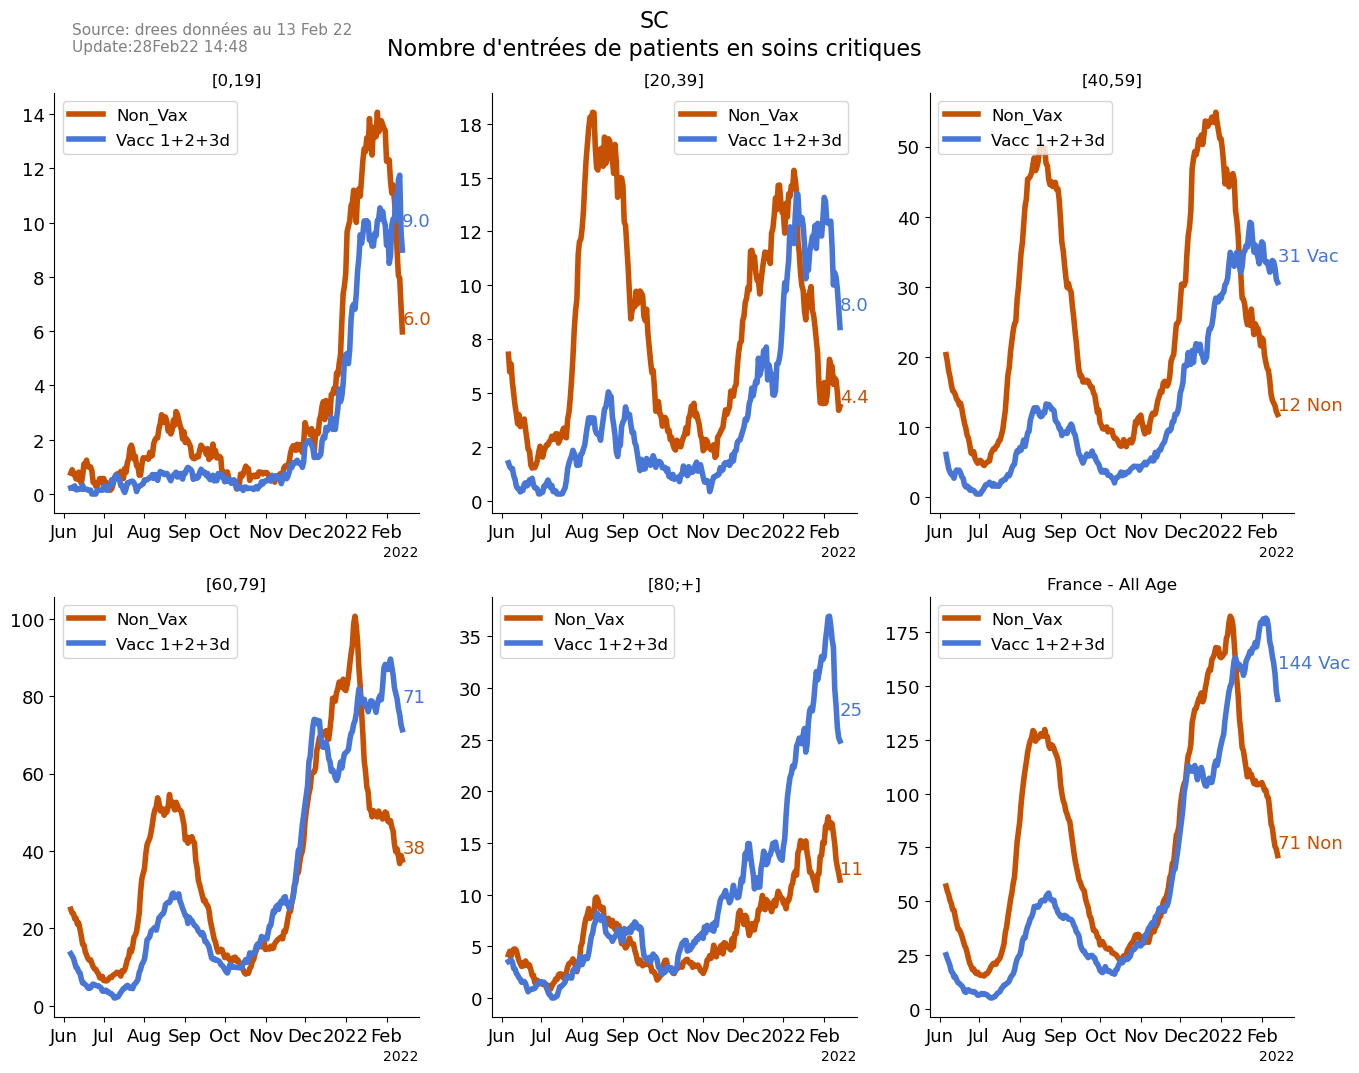 Source: drees données au 13 Feb 22
Update:28Feb22 14:48
SC
Nombre d'entrées de patients en soins critiques
[0,19]
Non_Vax
Vacc 1+2+3d
14
12
10
8
6
4
2
0
9.0
6.0
Jun Jul Aug Sep Oct Nov Dec 2022 Feb
2022
[20,39]
Non_Vax
Vacc 1+2+3d
18
15
12
10
8
5
2
0
8.0
4.4
Jun Jul Aug Sep Oct Nov Dec 2022 Feb
2022
[40,59]
Non_Vax
Vacc 1+2+3d
50
40
30
20
10
0
31 Vac
12 Non
Jun Jul Aug Sep Oct Nov Dec 2022 Feb
2022
[60,79]
Non_Vax
Vacc 1+2+3d
100
80
60
40
20
0
71
38
Jun Jul Aug Sep Oct Nov Dec 2022 Feb
2022
[80;+]
Non_Vax
Vacc 1+2+3d
35
30
25
20
15
10
5
0
25
11
Jun Jul Aug Sep Oct Nov Dec 2022 Feb
2022
France - All Age
Non_Vax
Vacc 1+2+3d
175
150
125
100
75
50
25
0
144 Vac
71 Non
Jun Jul Aug Sep Oct Nov Dec 2022 Feb
2022